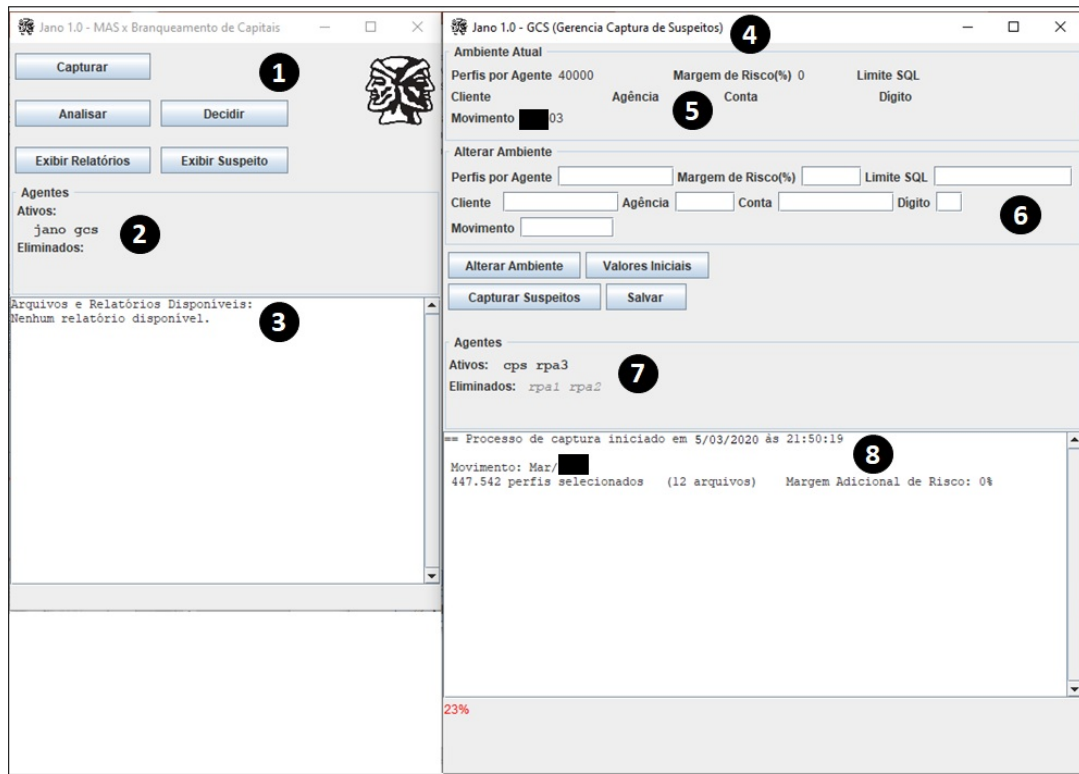 Jano 1.0 - MAS x Branqueamento de Capitais
Capturar
1
Analisar Decidir
Exibir Relatórios Exibir Suspeito
Agentes
Ativos:
jano gcs
2
Eliminados:
Arquivos e Relatórios Disponíveis:
Nenhum relatório disponível.
3
Jano 1.0 - GCS (Gerencia Captura de Suspeitos)
4
Ambiente Atual
Perfis por Agente 40000 Margem de Risco(%) 0 Limite SQL
Cliente Agência Conta Dígito
5
Movimento 03
Alterar Ambiente
Perfis por Agente Margem de Risco(%) Limite SQL
Cliente Agência Conta Dígito
6
Movimento
Alterar Ambiente Valores Iniciais
Capturar Suspeitos Salvar
Agentes
Ativos: cps rpa3
7
Eliminados: rpa1 rpa2
== Processo de captura iniciado em 5/03/2020 às 21:50:19
8
Movimento: Mar/
447.542 perfis selecionados (12 arquivos) Margem Adicional de Risco: 0%
23%